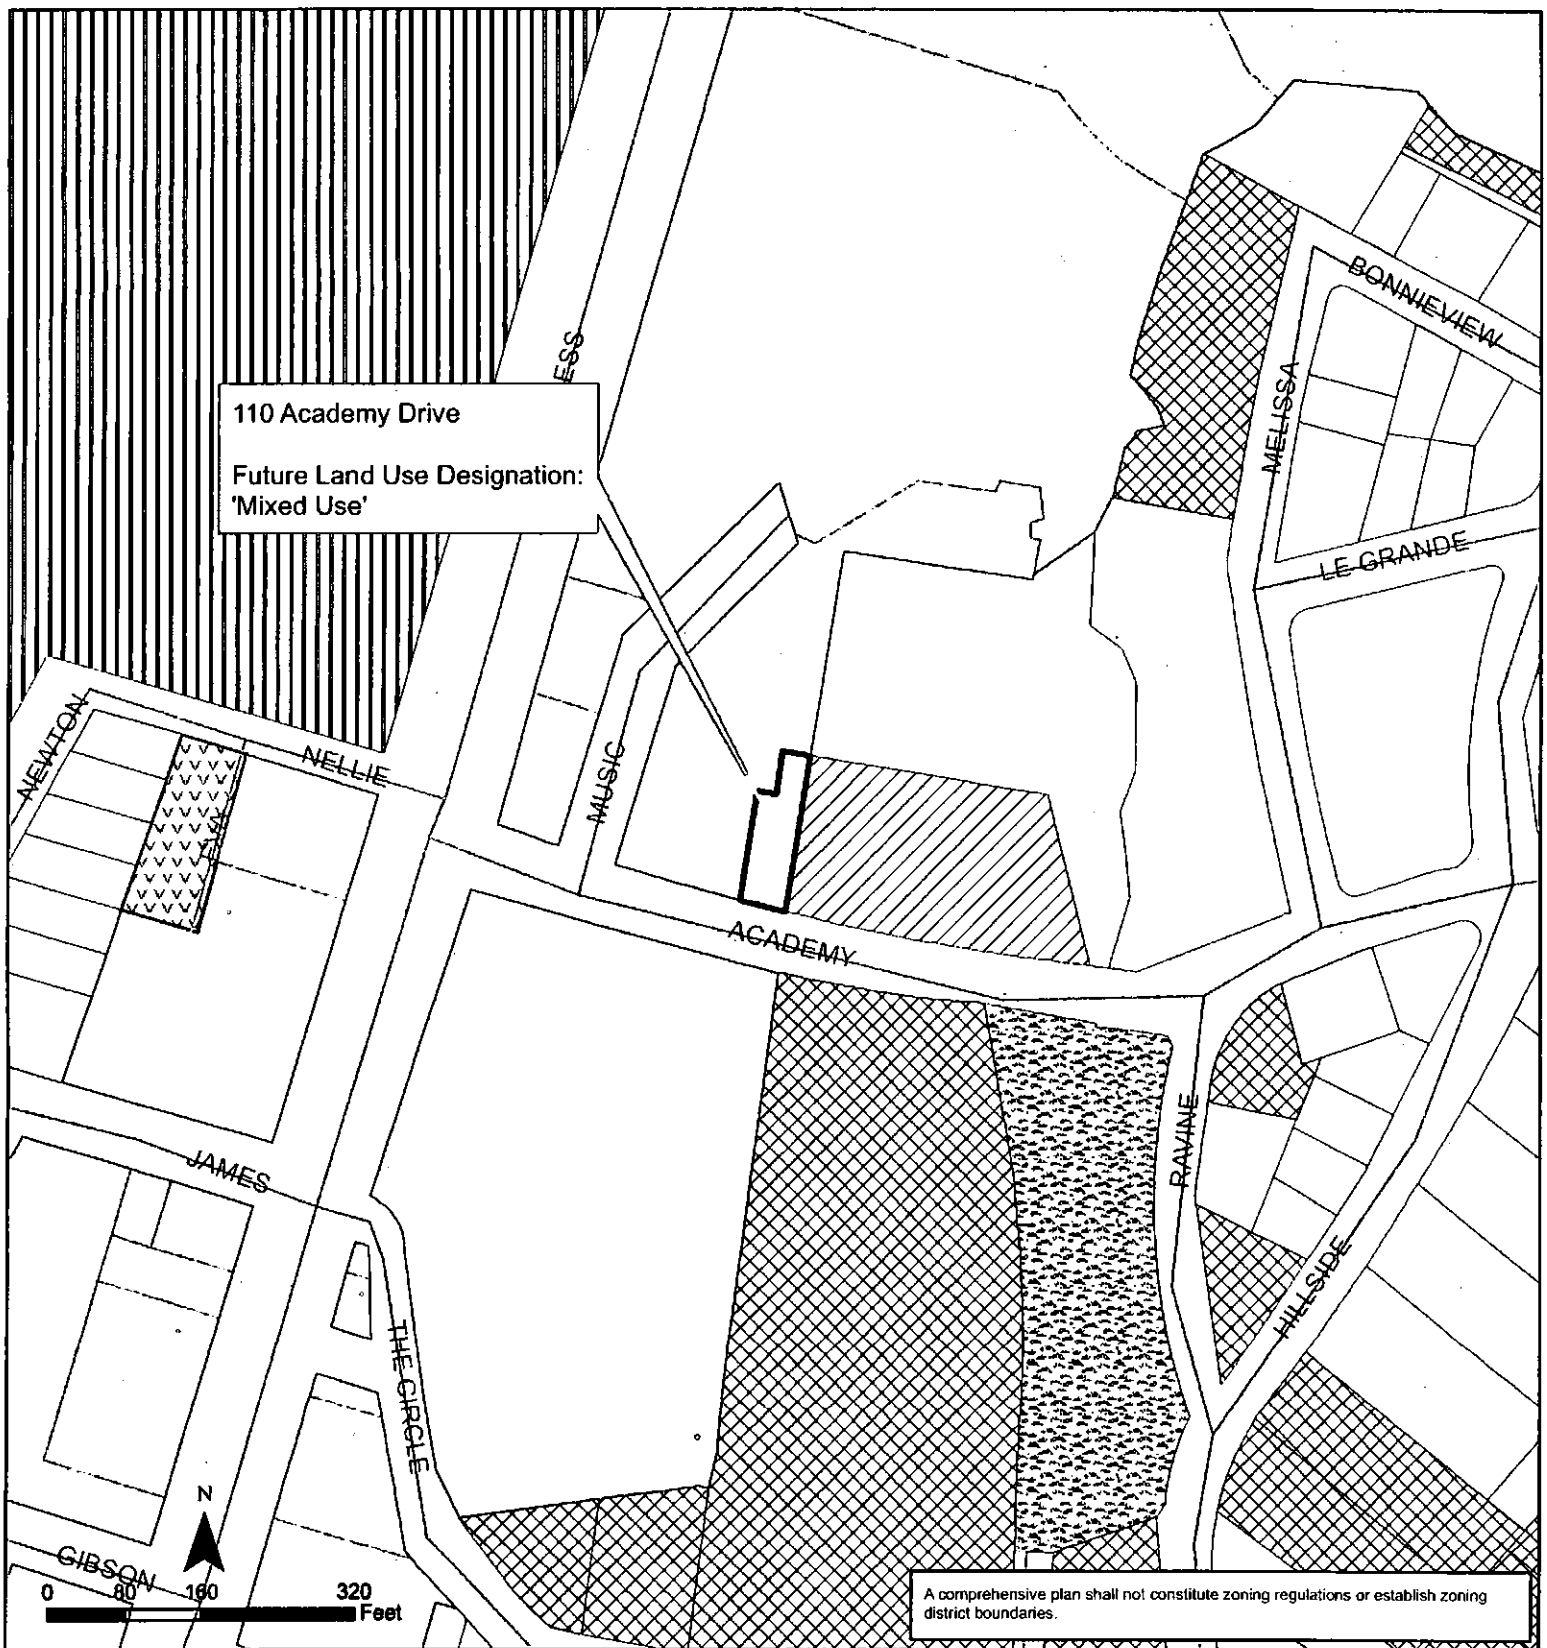 BONNIEVIEW
ESS
110 Academy Drive
Future Land Use Designation:
'Mixed Use'
MELISSA
LE GRANDE
NEWTON
NELLIE
MUSIC
ACADEMY
RAVINE
JAMES
HILLSIDE
THE CIRCLE
N
GIBSON
0 80 160 320
Feet
A comprehensive plan shall not constitute zoning regulations or establish zoning
district boundaries.